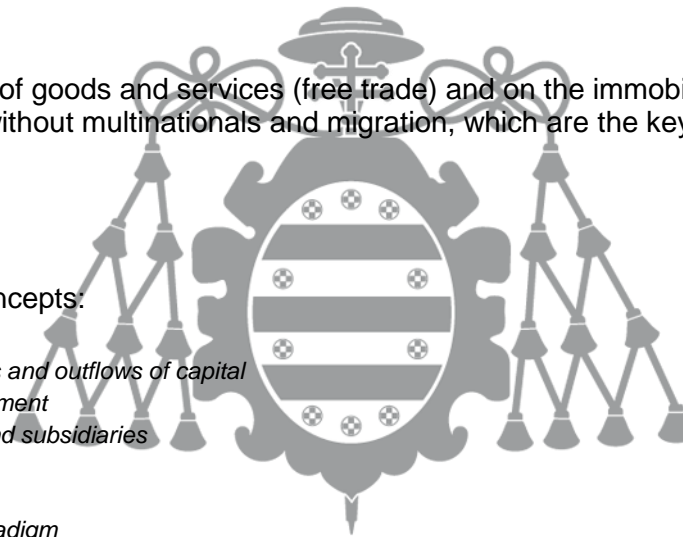 of goods and services (free trade) and on the immobi
without multinationals and migration, which are the key
ncepts:
s and outflows of capital
ment
nd subsidiaries
adigm